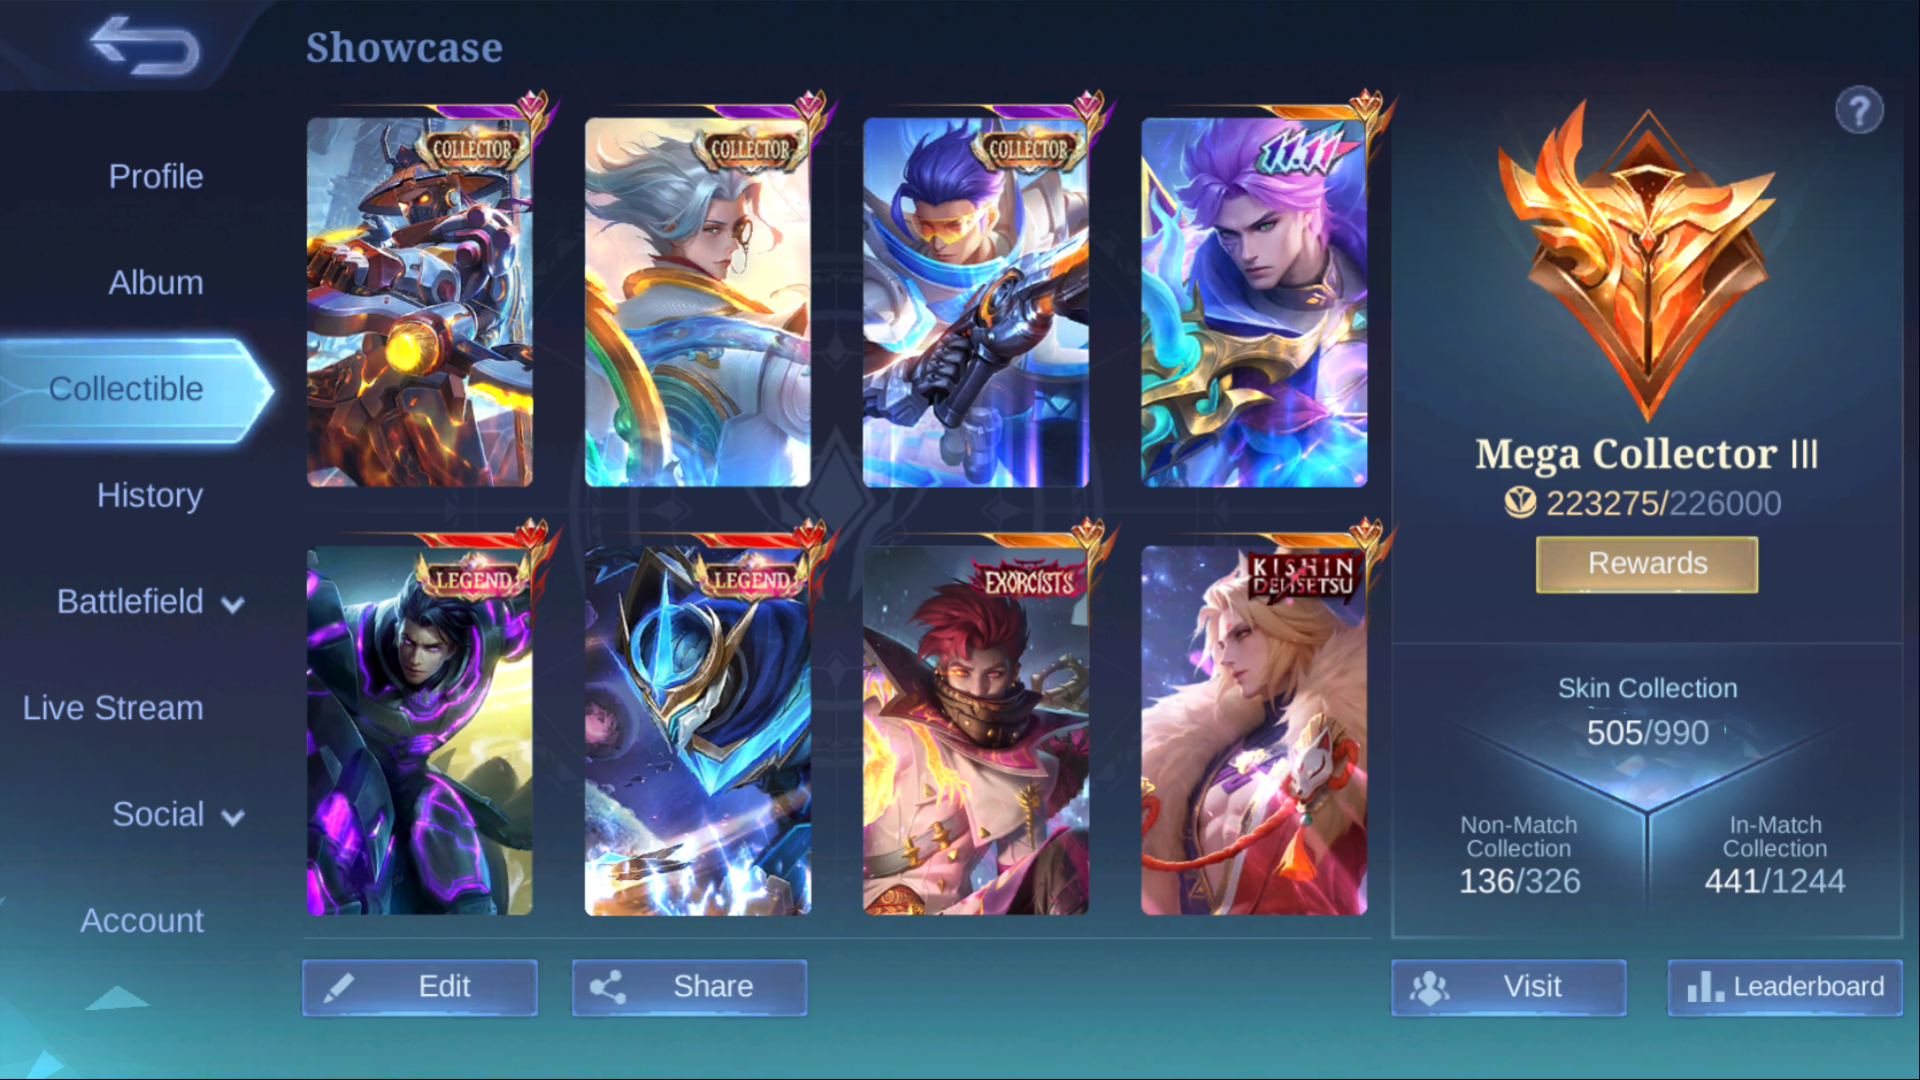 Showcase
Profile
Album
Collectible
History
Battlefield
Live Stream
Social
Account
COLLECTOR
COLLECTOR
COLLECTOR
11.11
LEGEND
LEGEND
EXORCISTS
KISHIN
DENSETSU
Edit
Share
?
Mega Collector III
223275/226000
Rewards
Skin Collection
505/990
Non-Match
Collection
136/326
In-Match
Collection
441/1244
Visit
Leaderboard